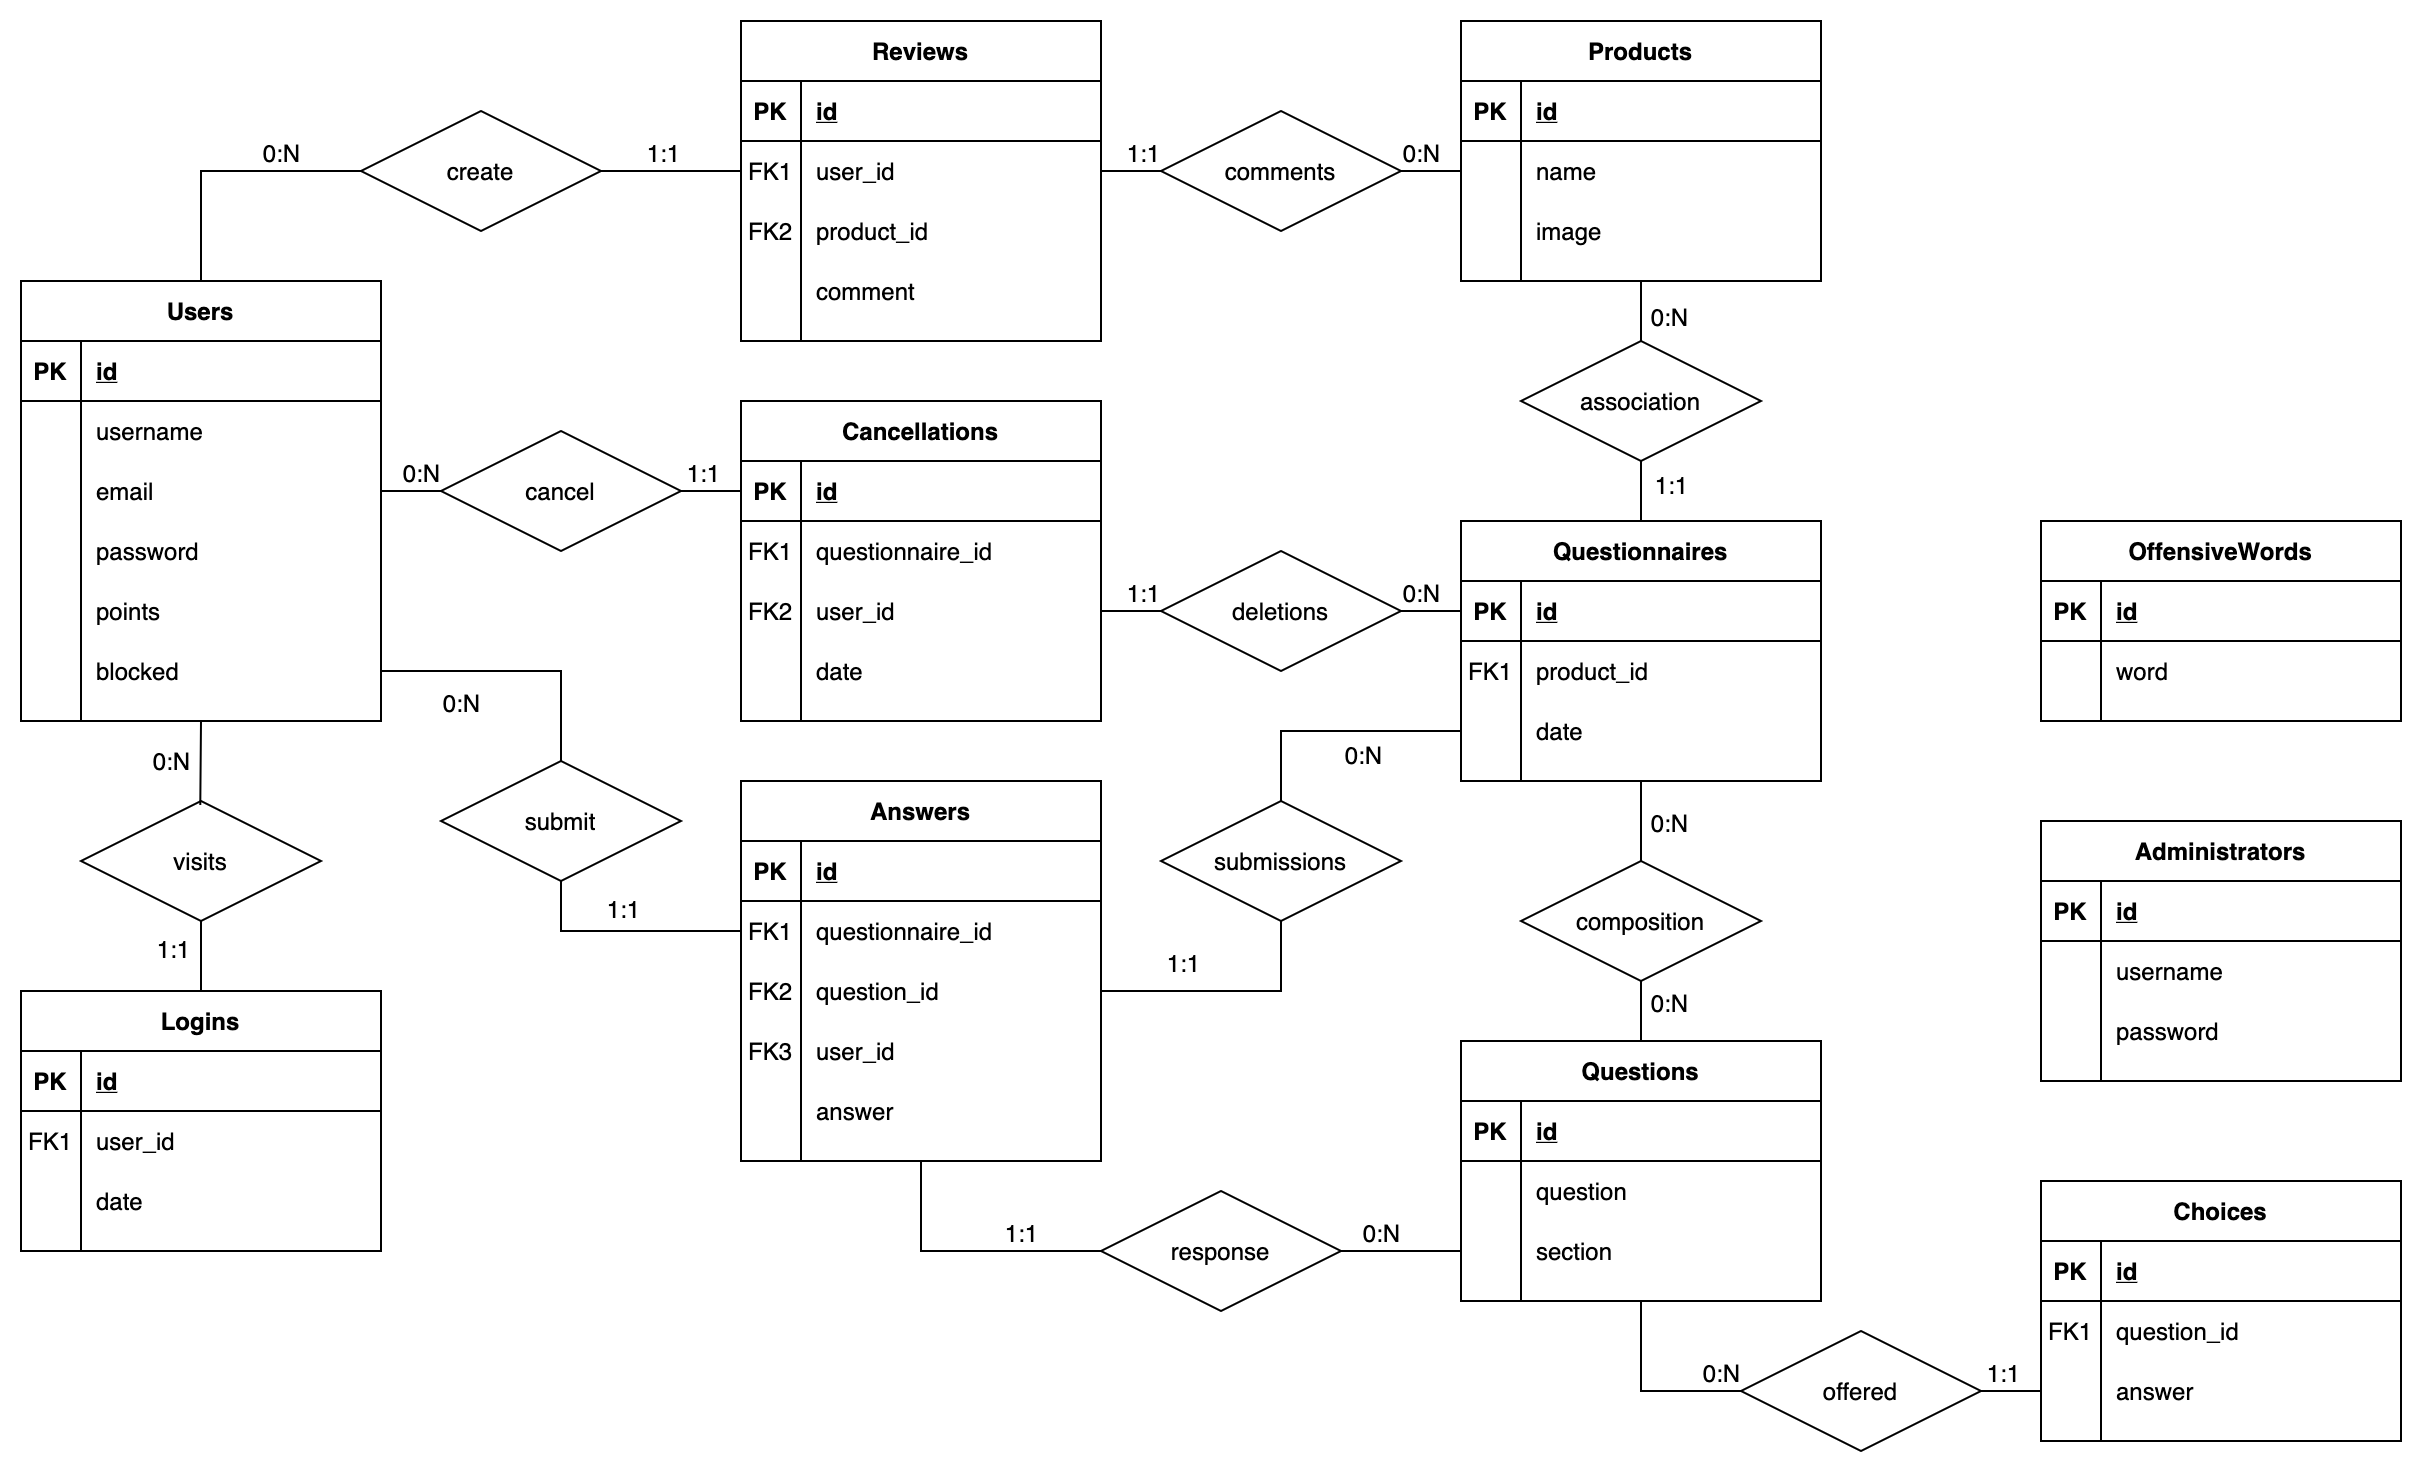 Reviews
PK id
FK1 user_id
FK2 product_id
comment
Products
PK id
name
image
0:N
create
1:1
1:1
comments
0:N
Users
PK id
username
email
password
points
blocked
0:N
association
1:1
0:N
cancel
1:1
Cancellations
PK id
FK1 questionnaire_id
FK2 user_id
date
1:1
deletions
0:N
Questionnaires
PK id
FK1 product_id
date
OffensiveWords
PK id
word
0:N
submit
1:1
0:N
visits
1:1
Answers
PK id
FK1 questionnaire_id
FK2 question_id
FK3 user_id
answer
0:N
submissions
1:1
0:N
composition
0:N
Administrators
PK id
username
password
Logins
PK id
FK1 user_id
date
Questions
PK id
question
section
1:1
response
0:N
Choices
PK id
FK1 question_id
answer
0:N
offered
1:1